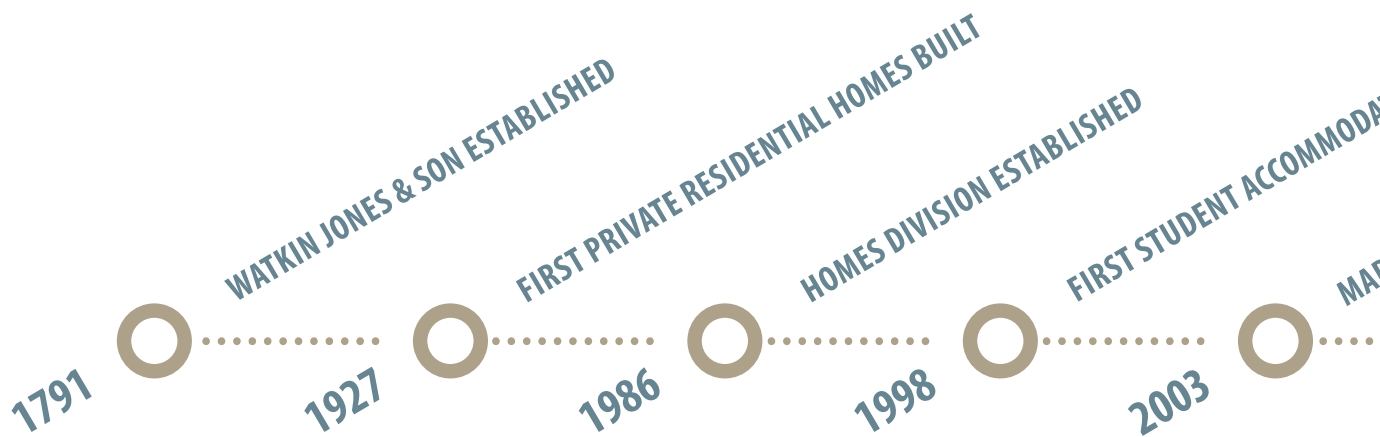 1791
WATKIN JONES & SON ESTABLISHED
1927
FIRST PRIVATE RESIDENTIAL HOMES BUILT
1986
HOMES DIVISION ESTABLISHED
1998
FIRST STUDENT
2003